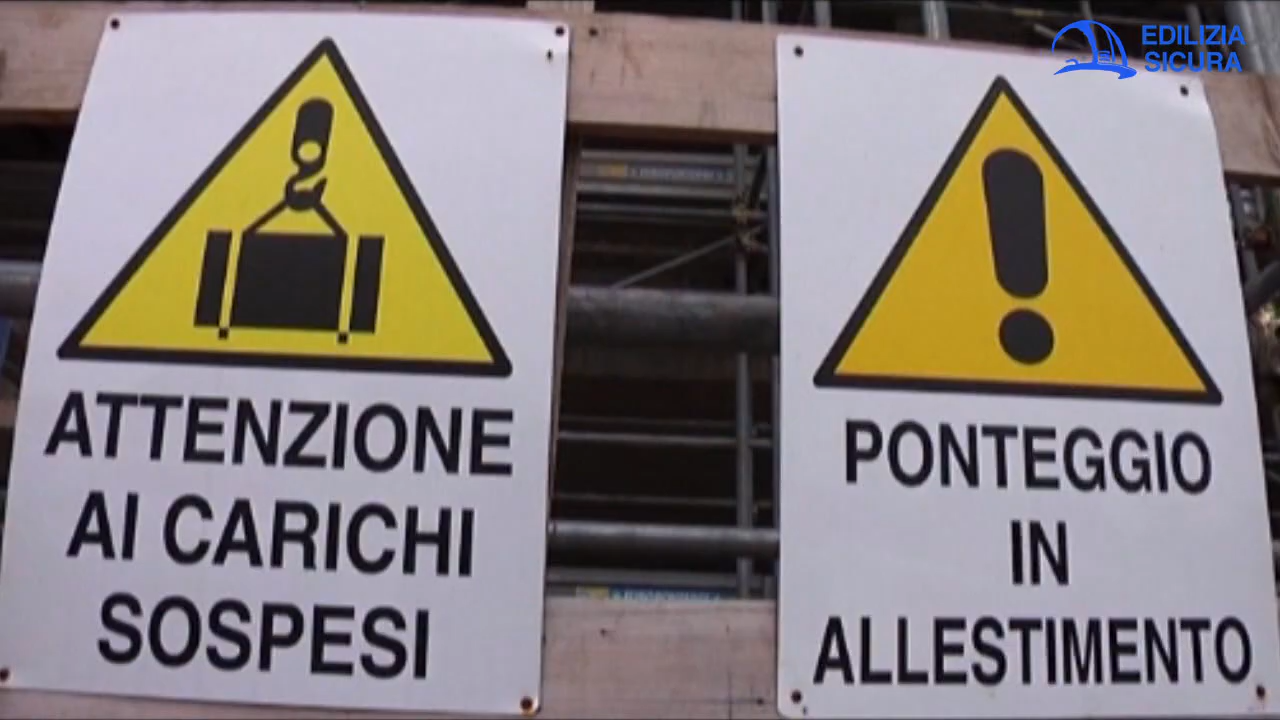 EDILIZIA
SICURA
ATTENZIONE
AI CARICHI
SOSPESI
PONTEGGIO
IN
ALLESTIMENTO